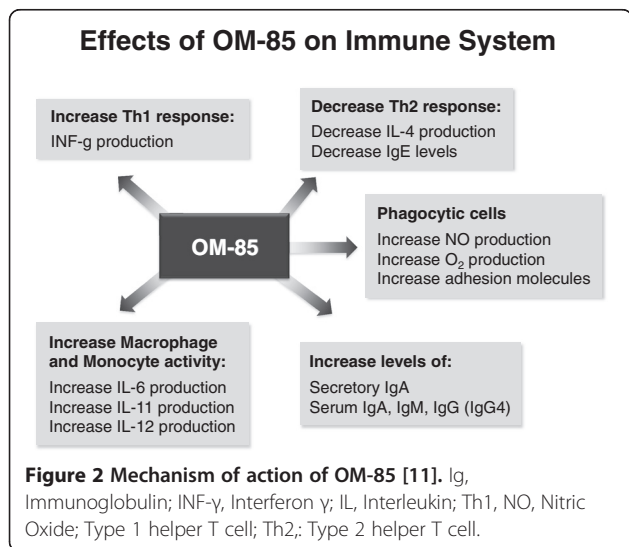 Effects of OM-85 on Immune System
Increase Th1 response:
INF-g production
Decrease Th2 response:
Decrease IL-4 production
Decrease IgE levels
OM-85
Phagocytic cells
Increase NO production
Increase O₂ production
Increase adhesion molecules
Increase Macrophage
and Monocyte activity:
Increase IL-6 production
Increase IL-11 production
Increase IL-12 production
Increase levels of:
Secretory IgA
Serum IgA, IgM, IgG (IgG4)
Figure 2 Mechanism of action of OM-85 [11]. Ig,
Immunoglobulin; INF-γ, Interferon γ; IL, Interleukin; Th1, NO, Nitric
Oxide; Type 1 helper T cell; Th2,: Type 2 helper T cell.